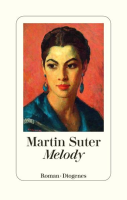 Martin Suter
Melody
Roman · Diogenes